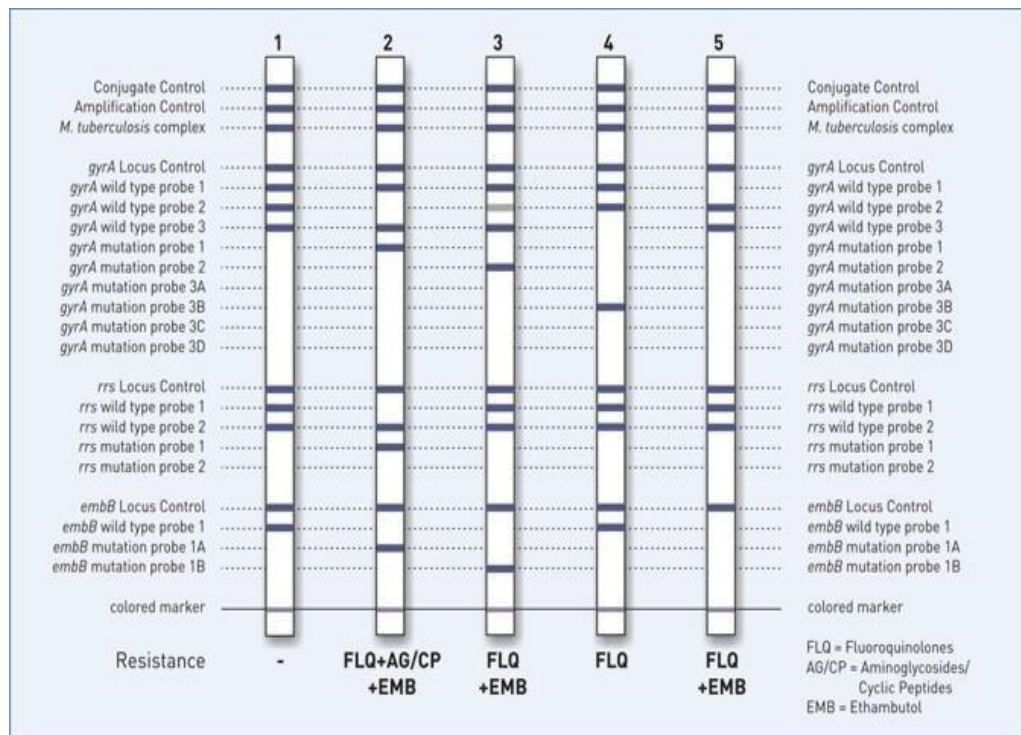 1 2 3 4 5
Conjugate Control
Amplification Control
M. tuberculosis complex
gyrA Locus Control
gyrA wild type probe 1
gyrA wild type probe 2
gyrA wild type probe 3
gyrA mutation probe 1
gyrA mutation probe 2
gyrA mutation probe 3A
gyrA mutation probe 3B
gyrA mutation probe 3C
gyrA mutation probe 3D
rrs Locus Control
rrs wild type probe 1
rrs wild type probe 2
rrs mutation probe 1
rrs mutation probe 2
embB Locus Control
embB wild type probe 1
embB mutation probe 1A
embB mutation probe 1B
colored marker
Conjugate Control
Amplification Control
M. tuberculosis complex
gyrA Locus Control
gyrA wild type probe 1
gyrA wild type probe 2
gyrA wild type probe 3
gyrA mutation probe 1
gyrA mutation probe 2
gyrA mutation probe 3A
gyrA mutation probe 3B
gyrA mutation probe 3C
gyrA mutation probe 3D
rrs Locus Control
rrs wild type probe 1
rrs wild type probe 2
rrs mutation probe 1
rrs mutation probe 2
embB Locus Control
embB wild type probe 1
embB mutation probe 1A
embB mutation probe 1B
colored marker
Resistance - FLQ+AG/CP FLQ FLQ FLQ
+EMB +EMB +EMB
FLQ = Fluoroquinolones
AG/CP = Aminoglycosides/
Cyclic Peptides
EMB = Ethambutol